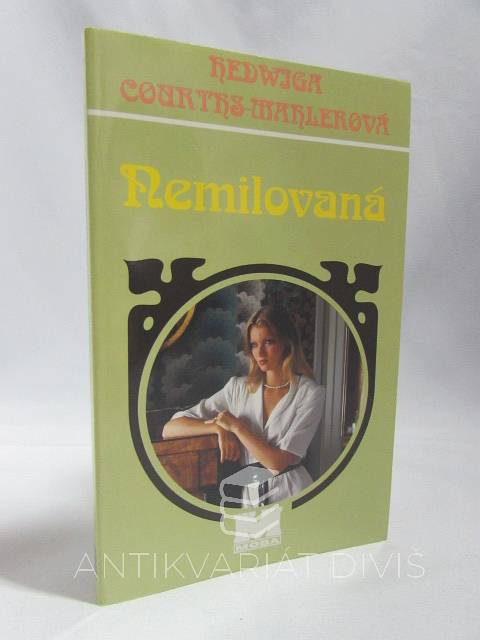 HEDWIGA
COURTHS-MAHLEROVÁ
Nemilovaná
MOBA
ANTIKVARIÁT DIVIŠ